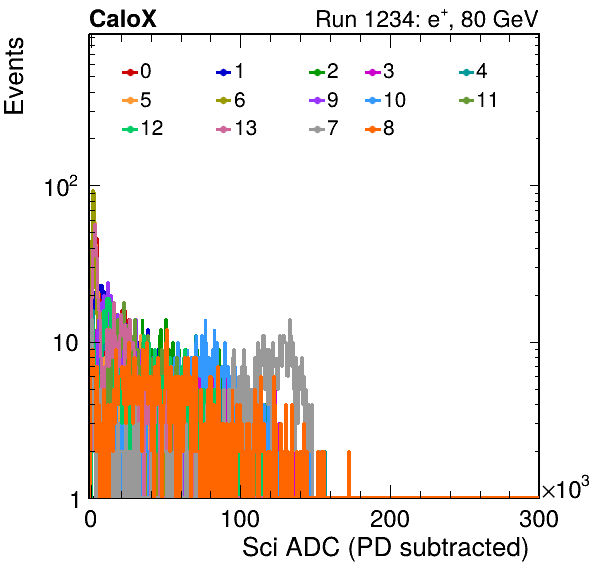 CaloX Run 1234: e+, 80 GeV
Events
0 1 2 3 4
5 6 9 10 11
12 13 7 8
10²
10
1
0 100 200 300 ×10³
Sci ADC (PD subtracted)